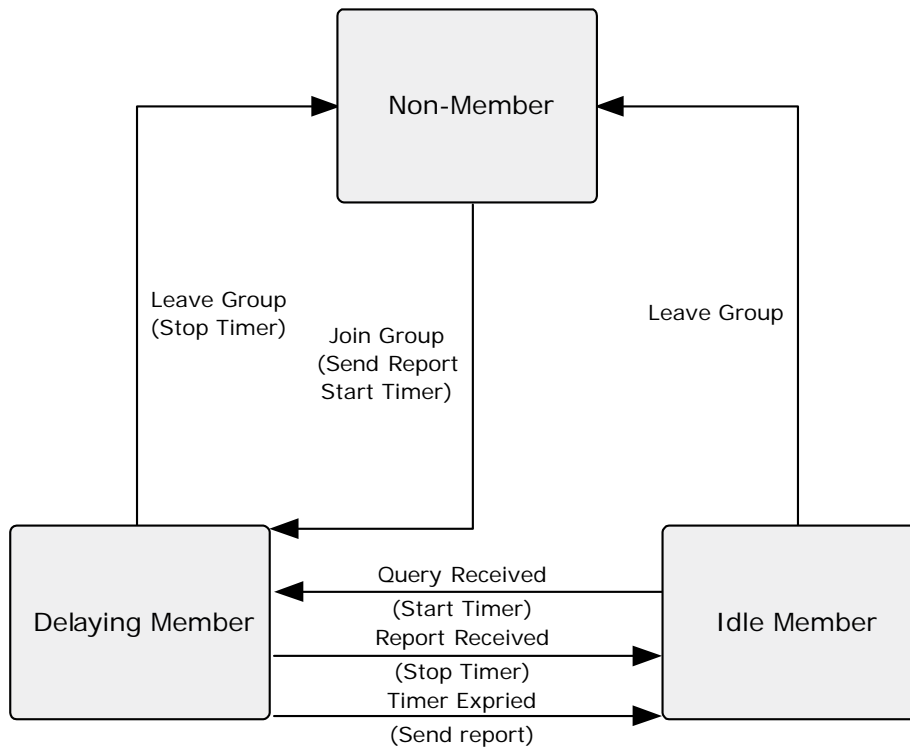 Non-Member
Leave Group
(Stop Timer)
Join Group
(Send Report
Start Timer)
Leave Group
Delaying Member
Query Received
(Start Timer)
Report Received
(Stop Timer)
Timer Expried
(Send report)
Idle Member